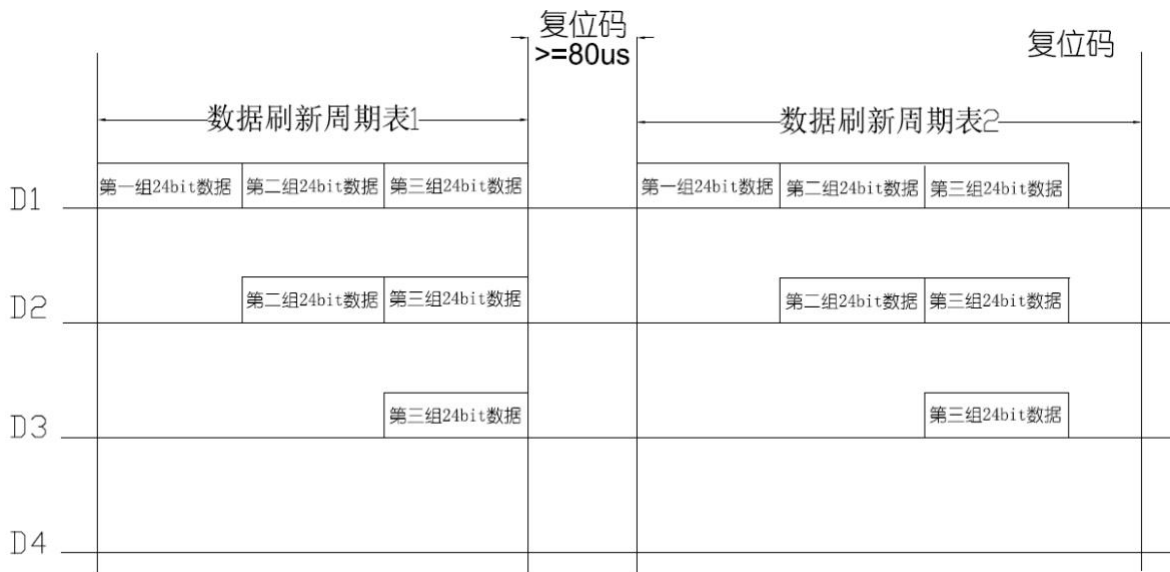 复位码
>=80us
复位码
数据刷新周期表1
数据刷新周期表2
D1 第一组24bit数据 第二组24bit数据 第三组24bit数据 第一组24bit数据 第二组24bit数据 第三组24bit数据
D2 第二组24bit数据 第三组24bit数据 第二组24bit数据 第三组24bit数据
D3 第三组24bit数据 第三组24bit数据
D4